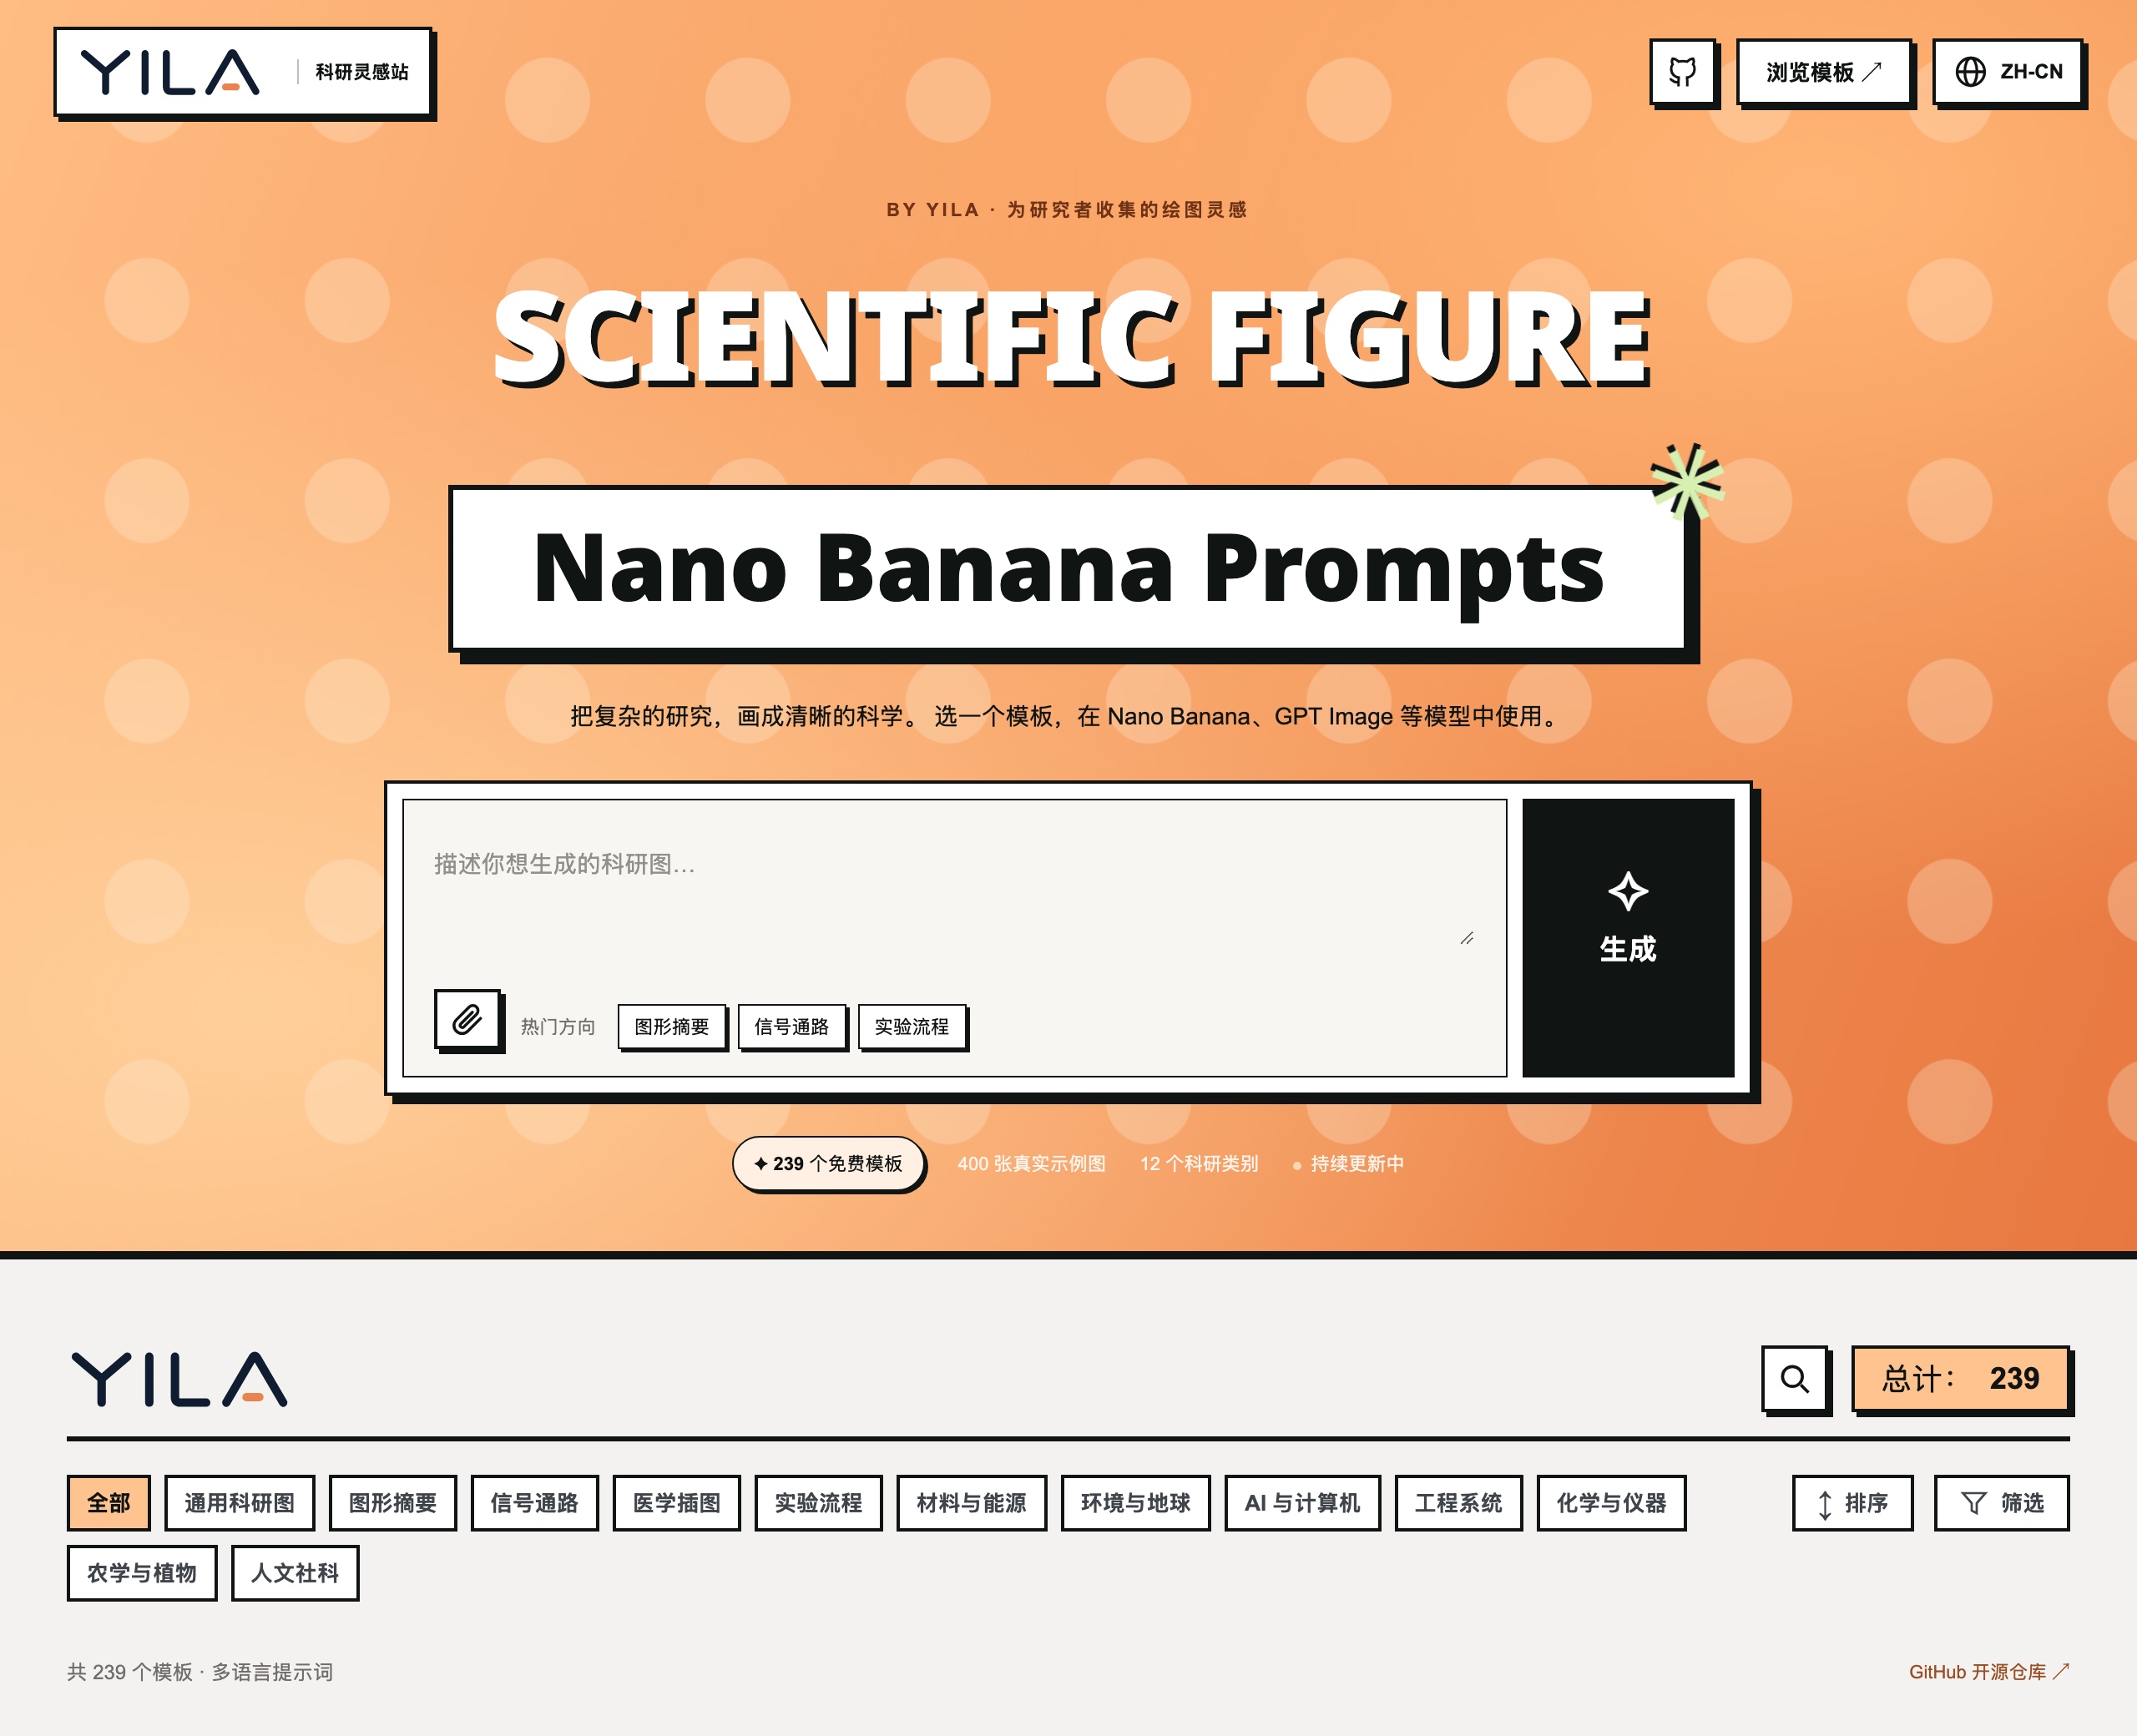 YILA 科研灵感站
浏览模板 ↗
ZH-CN
BY YILA · 为研究者收集的绘图灵感
SCIENTIFIC FIGURE
Nano Banana Prompts
把复杂的研究，画成清晰的科学。 选一个模板，在 Nano Banana、GPT Image 等模型中使用。
描述你想生成的科研图...
生成
热门方向 图形摘要 信号通路 实验流程
✦ 239 个免费模板 400 张真实示例图 12 个科研类别 ● 持续更新中
YILA
总计： 239
全部 通用科研图 图形摘要 信号通路 医学插图 实验流程 材料与能源 环境与地球 AI 与计算机 工程系统 化学与仪器
排序 筛选
农学与植物 人文社科
共 239 个模板 · 多语言提示词
GitHub 开源仓库 ↗